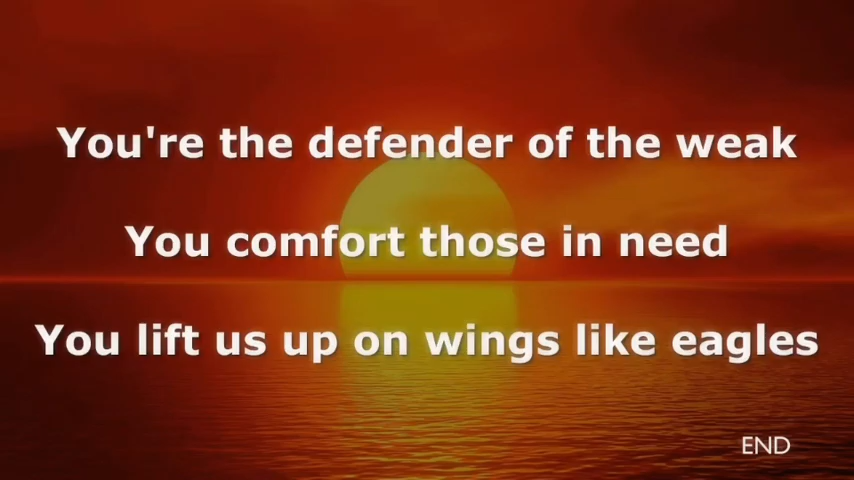 You're the defender of the weak
You comfort those in need
You lift us up on wings like eagles
END